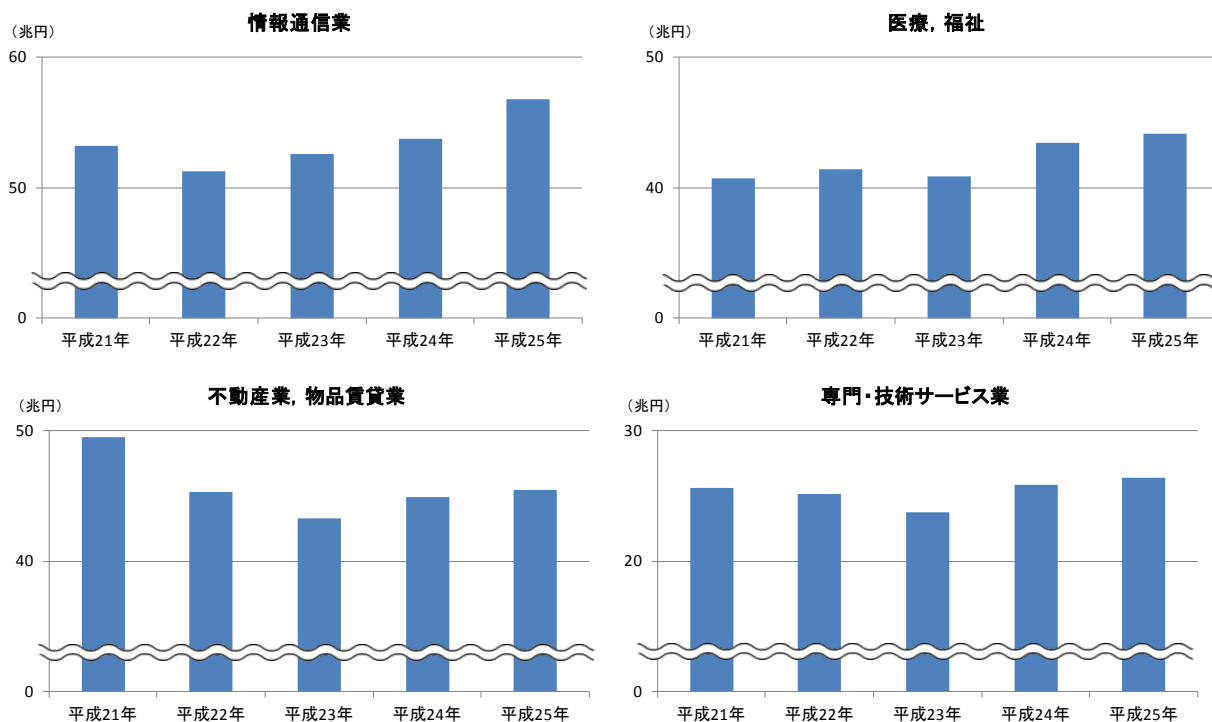 情報通信業
（兆円）
60
50
0
平成21年 平成22年 平成23年 平成24年 平成25年
医療，福祉
（兆円）
50
40
0
平成21年 平成22年 平成23年 平成24年 平成25年
不動産業，物品賃貸業
（兆円）
50
40
0
平成21年 平成22年 平成23年 平成24年 平成25年
専門・技術サービス業
（兆円）
30
20
0
平成21年 平成22年 平成23年 平成24年 平成25年